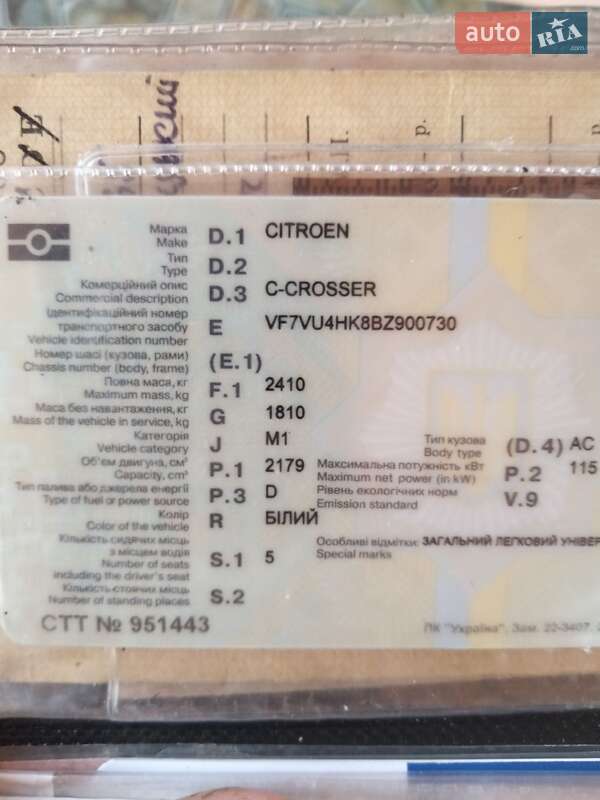 auto RIA .com
Марка D.1 CITROEN
Make
Тип D.2
Type
Комерційний опис D.3 C-CROSSER
Commercial description
Ідентифікаційний номер
транспортного засобу E VF7VU4HK8BZ900730
Vehicle identification number
Номер шасі (кузова, рами) (E.1)
Chassis number (body, frame)
Повна маса, кг F.1 2410
Maximum mass, kg
Маса без навантаження, кг G 1810
Mass of the vehicle in service, kg
Категорія J M1 Тип кузова (D.4) AC
Vehicle category Body type
Об'єм двигуна, см³ P.1 2179 Максимальна потужність кВт P.2 115
Capacity, cm³ Maximum net power (in kW)
Тип палива або джерела енергії P.3 D Рівень екологічних норм V.9
Type of fuel or power source Emission standard
Колір R БІЛИЙ
Color of the vehicle
Кількість сидячих місць Особливі відмітки: ЗАГАЛЬНИЙ ЛЕГКОВИЙ УНІВЕР
з місцем водія S.1 5 Special marks
Number of seats
including the driver's seat
Кількість стоячих місць S.2
Number of standing places
СТТ № 951443 ПК "Україна", Зам. 22-3407,